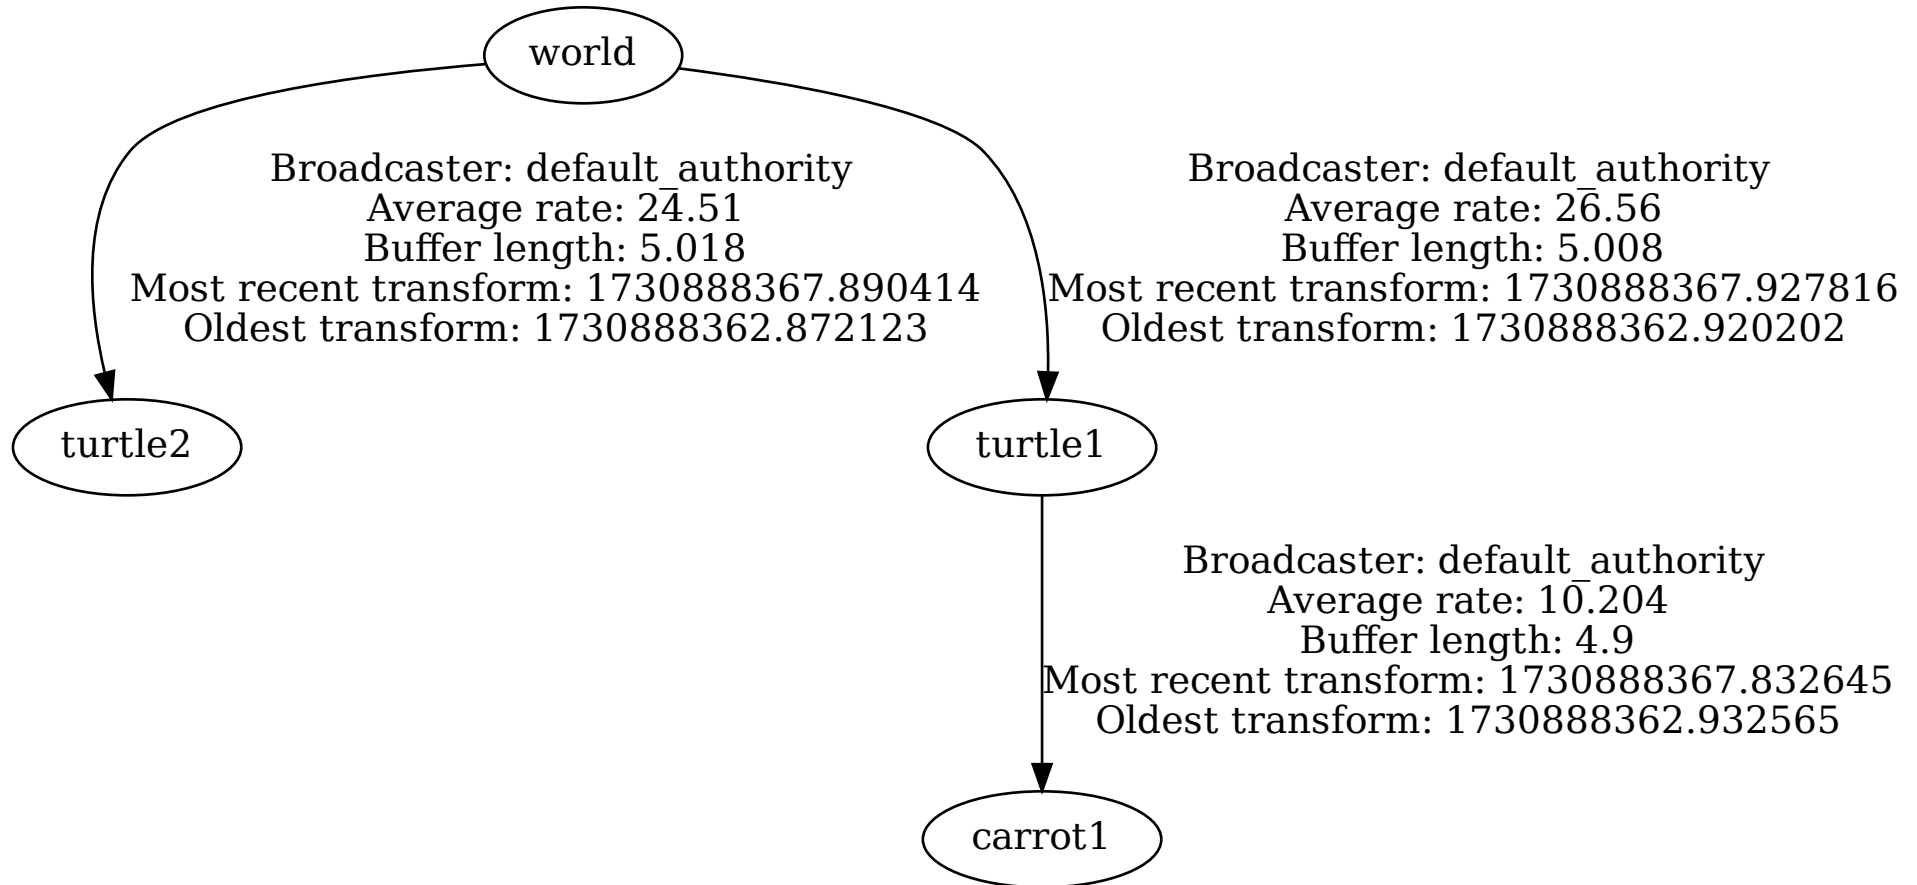 world
Broadcaster: default_authority
Average rate: 24.51
Buffer length: 5.018
Most recent transform: 1730888367.890414
Oldest transform: 1730888362.872123
Broadcaster: default_authority
Average rate: 26.56
Buffer length: 5.008
Most recent transform: 1730888367.927816
Oldest transform: 1730888362.920202
turtle2
turtle1
Broadcaster: default_authority
Average rate: 10.204
Buffer length: 4.9
Most recent transform: 1730888367.832645
Oldest transform: 1730888362.932565
carrot1